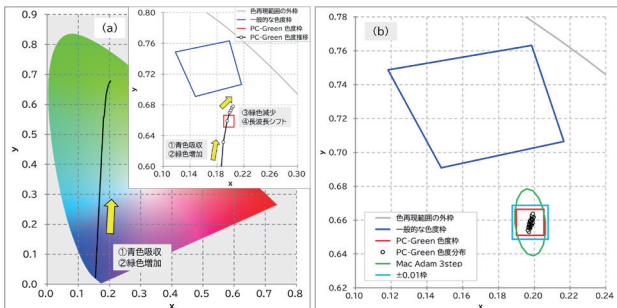 (a)
y
0.9
0.8
0.7
0.6
0.5
0.4
0.3
0.2
0.1
0.0
0.0 0.1 0.2 0.3 0.4 0.5 0.6 0.7 0.8
x
①青色吸収
②緑色増加
y
0.80
0.76
0.72
0.68
0.64
0.60
0.10 0.13 0.16 0.19 0.22 0.25 0.28 0.30
x
色再現範囲の外枠
一般的な色度枠
PC-Green 色度枠
PC-Green 色度推移
③緑色減少
④長波長シフト
①青色吸収
②緑色増加
(b)
y
0.78
0.76
0.74
0.72
0.70
0.68
0.66
0.64
0.62
0.10 0.12 0.14 0.16 0.18 0.20 0.22 0.24
x
色再現範囲の外枠
一般的な色度枠
PC-Green 色度枠
PC-Green 色度分布
Mac Adam 3step
±0.01枠